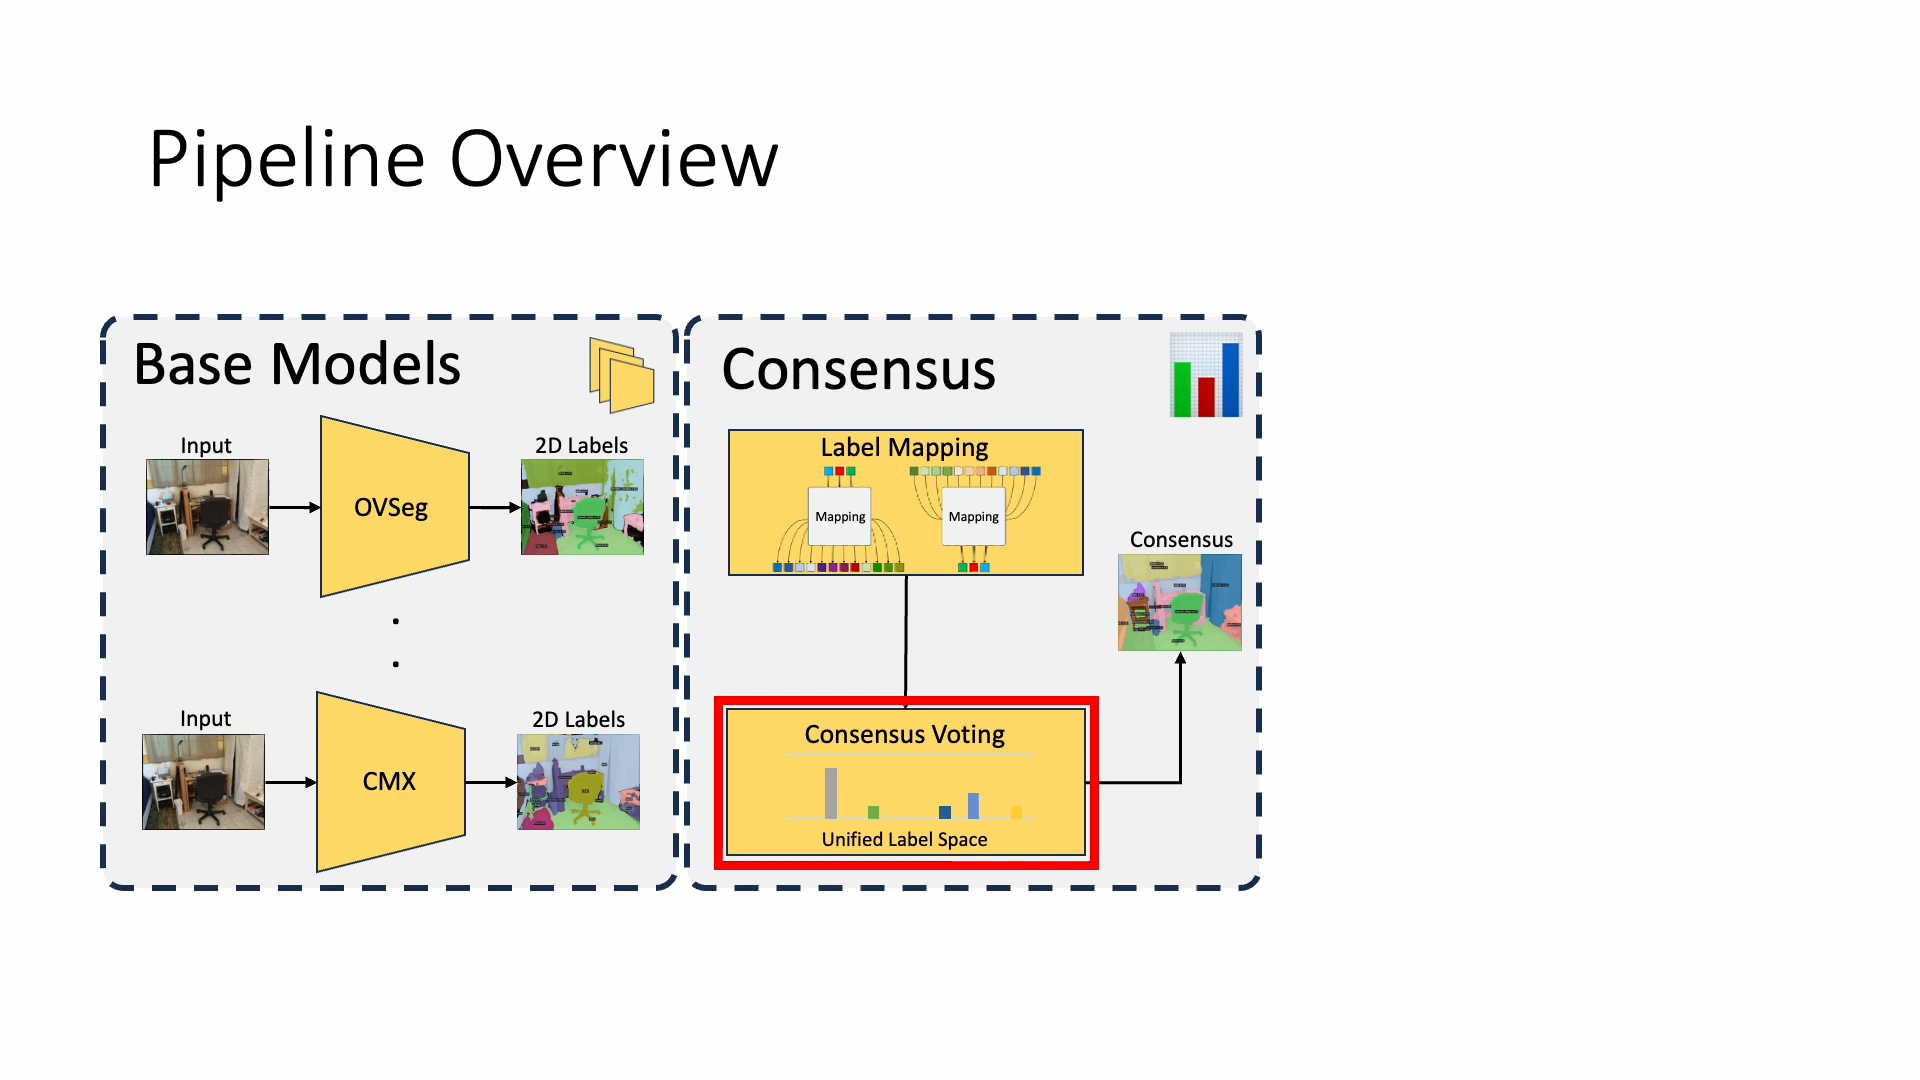 Pipeline Overview
Base Models
Input
OVSeg
2D Labels
Input
CMX
2D Labels
Consensus
Label Mapping
Mapping
Mapping
Consensus Voting
Unified Label Space
Consensus